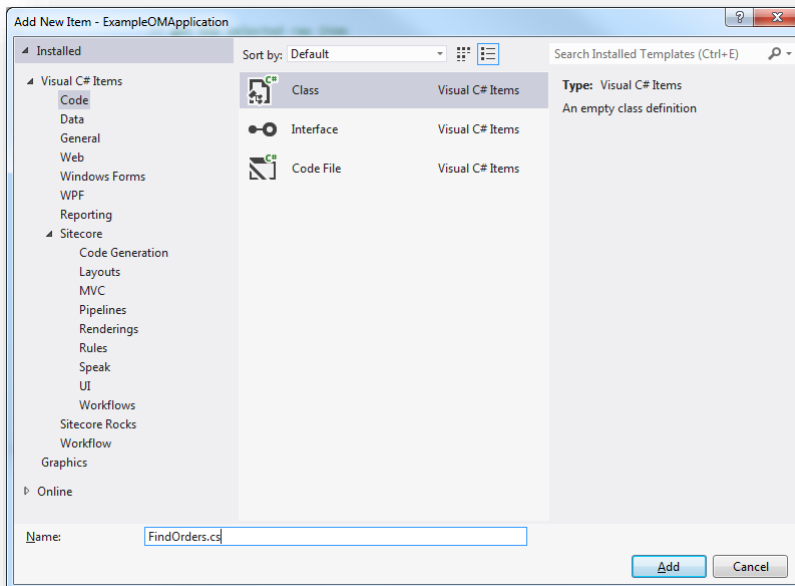 Add New Item - ExampleOMApplication
Installed
Sort by: Default
Search Installed Templates (Ctrl+E)
Visual C# Items
Code
Data
General
Web
Windows Forms
WPF
Reporting
Sitecore
Code Generation
Layouts
MVC
Pipelines
Renderings
Rules
Speak
UI
Workflows
Sitecore Rocks
Workflow
Graphics
Online
C# Class Visual C# Items
Interface Visual C# Items
C# Code File Visual C# Items
Type: Visual C# Items
An empty class definition
Name: FindOrders.cs
Add Cancel